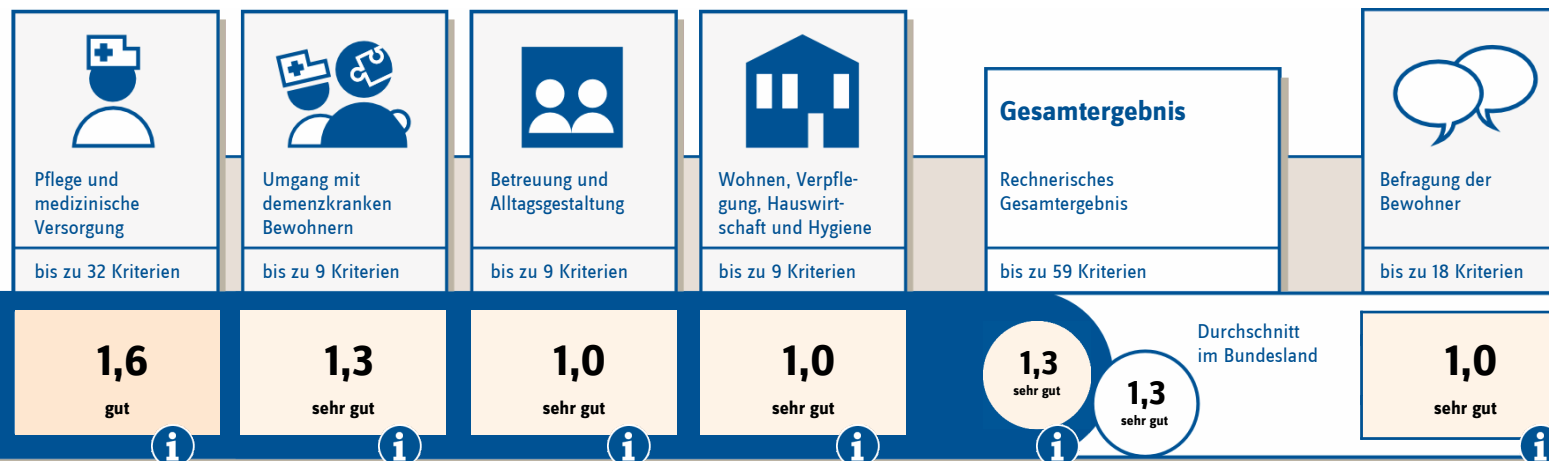 Pflege und
medizinische
Versorgung
bis zu 32 Kriterien
1,6
gut
Umgang mit
demenzkranken
Bewohnern
bis zu 9 Kriterien
1,3
sehr gut
Betreuung und
Alltagsgestaltung
bis zu 9 Kriterien
1,0
sehr gut
Wohnen, Verpfle-
gung, Hauswirt-
schaft und Hygiene
bis zu 9 Kriterien
1,0
sehr gut
Gesamtergebnis
Rechnerisches
Gesamtergebnis
bis zu 59 Kriterien
1,3
sehr gut
Durchschnitt
im Bundesland
1,3
sehr gut
Befragung der
Bewohner
bis zu 18 Kriterien
1,0
sehr gut